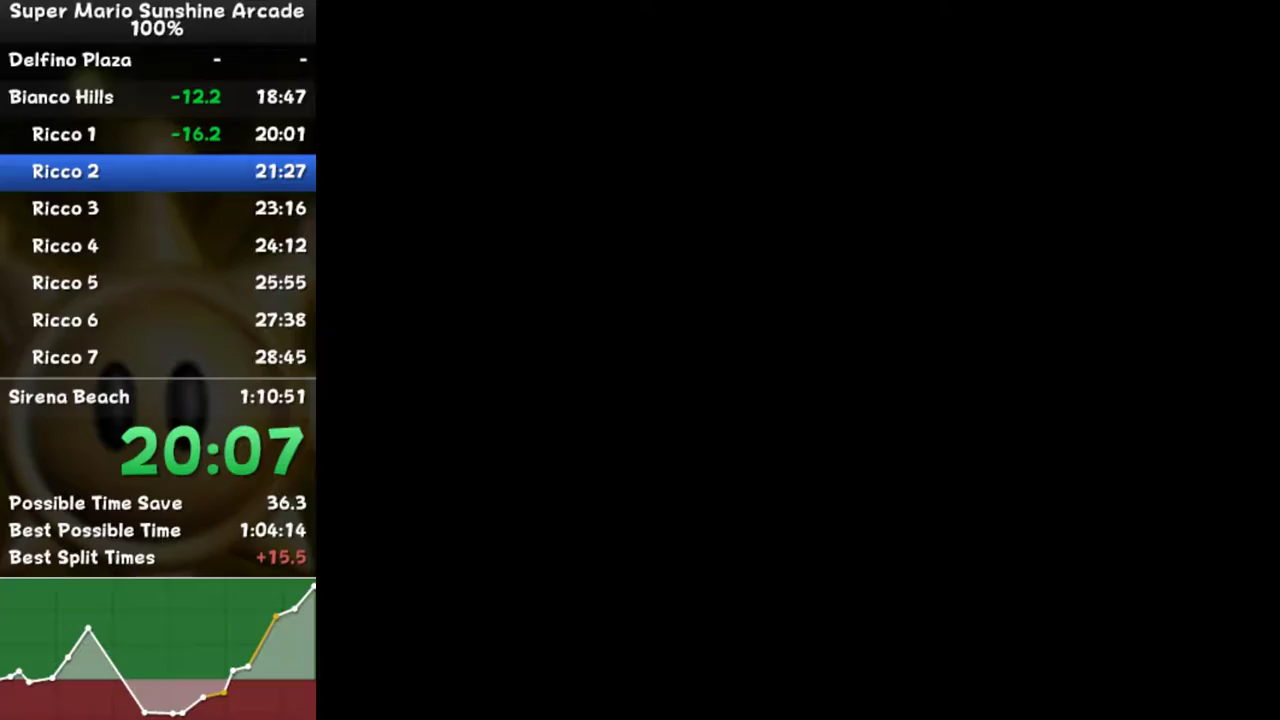 Super Mario Sunshine Arcade
100%
Delfino Plaza - -
Bianco Hills -12.2 18:47
Ricco 1 -16.2 20:01
Ricco 2 21:27
Ricco 3 23:16
Ricco 4 24:12
Ricco 5 25:55
Ricco 6 27:38
Ricco 7 28:45
Sirena Beach 1:10:51
20:07
Possible Time Save 36.3
Best Possible Time 1:04:14
Best Split Times +15.5